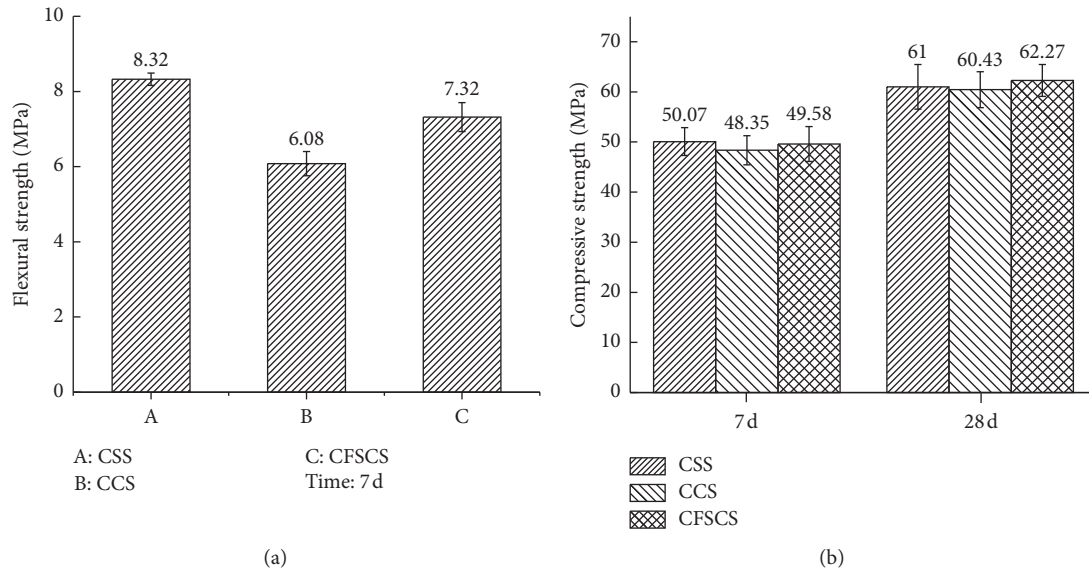 10
8
6
4
2
0
Flexural strength (MPa)
8.32
6.08
7.32
A
B
C
A: CSS
B: CCS
C: CFSCS
Time: 7 d
(a)
70
60
50
40
30
20
10
0
Compressive strength (MPa)
50.07
48.35
49.58
61
60.43
62.27
7 d
28 d
CSS
CCS
CFSCS
(b)